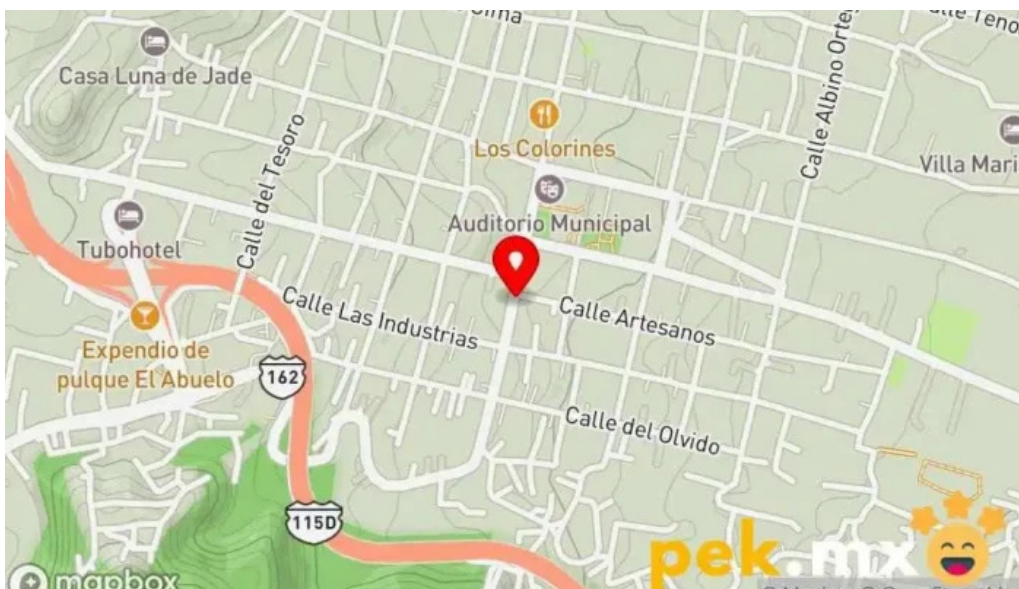 Casa Luna de Jade
Calle del Tesoro
Los Colorines
Calle Albino Orte
Villa Mari
Tubohotel
Auditorio Municipal
Calle Las Industrias
Calle Artesanos
Expendio de
pulque El Abuelo
162
Calle del Olvido
115D
pek.mx
mapbox